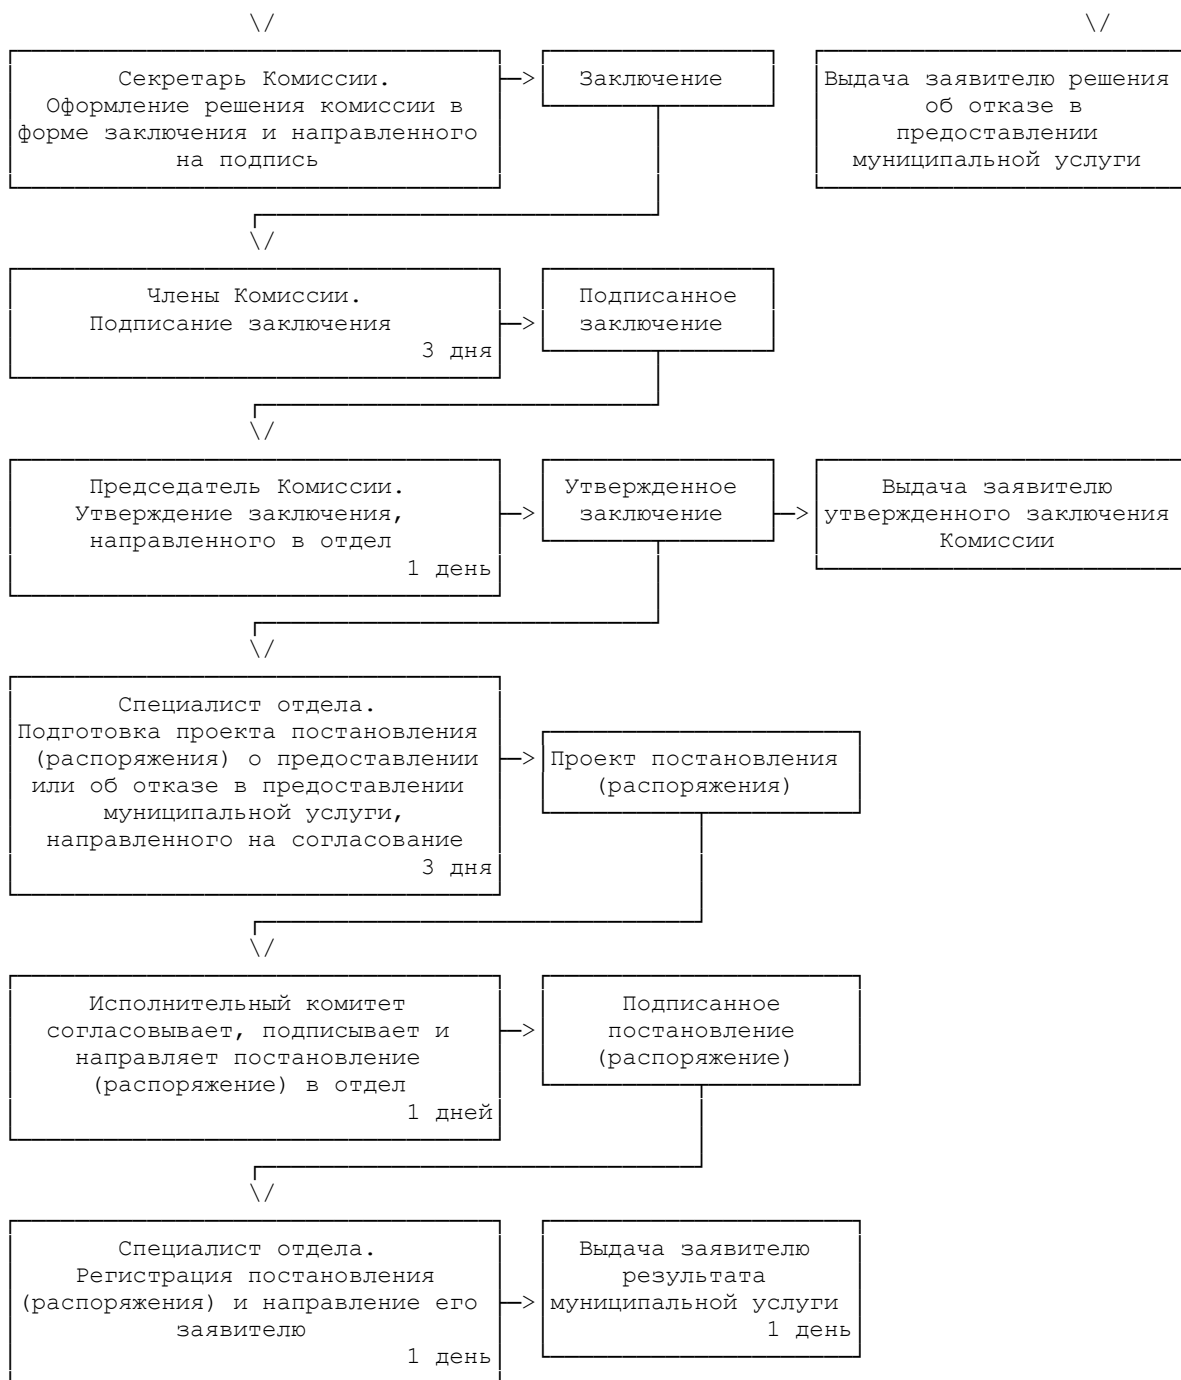 Секретарь Комиссии.
Оформление решения комиссии в
форме заключения и направленного
на подпись
Заключение
Выдача заявителю решения
об отказе в
предоставлении
муниципальной услуги
Члены Комиссии.
Подписание заключения
3 дня
Подписанное
заключение
Председатель Комиссии.
Утверждение заключения,
направленного в отдел
1 день
Утвержденное
заключение
Выдача заявителю
утвержденного заключения
Комиссии
Специалист отдела.
Подготовка проекта постановления
(распоряжения) о предоставлении
или об отказе в предоставлении
муниципальной услуги,
направленного на согласование
3 дня
Проект постановления
(распоряжения)
Исполнительный комитет
согласовывает, подписывает и
направляет постановление
(распоряжение) в отдел
1 дней
Подписанное
постановление
(распоряжение)
Специалист отдела.
Регистрация постановления
(распоряжения) и направление его
заявителю
1 день
Выдача заявителю
результата
муниципальной услуги
1 день